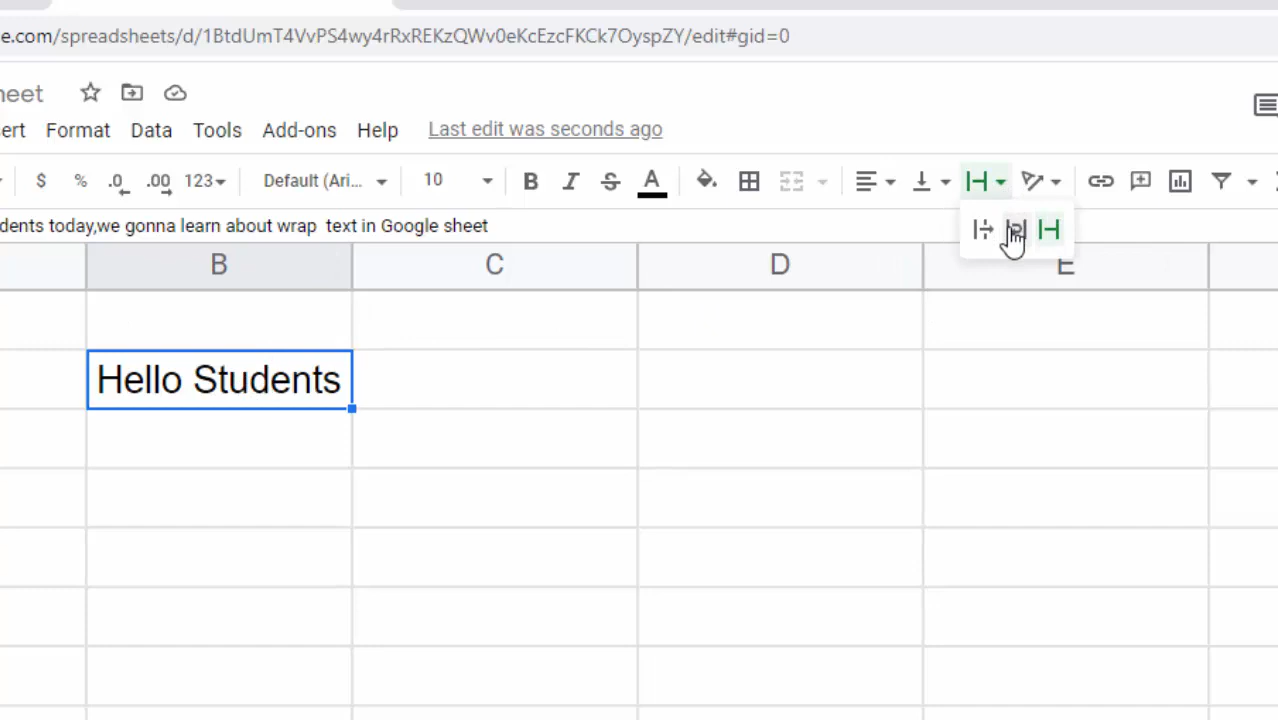 e.com/spreadsheets/d/1BtdUmT4VvPS4wy4rRxREKzQWv0eKcEzcFKCk7OyspZY/edit#gid=0
heet
ert Format Data Tools Add-ons Help Last edit was seconds ago
$ % .0 .00 123 Default (Ari... 10 B I S A
dents today,we gonna learn about wrap  text in Google sheet
B C D E
Hello Students